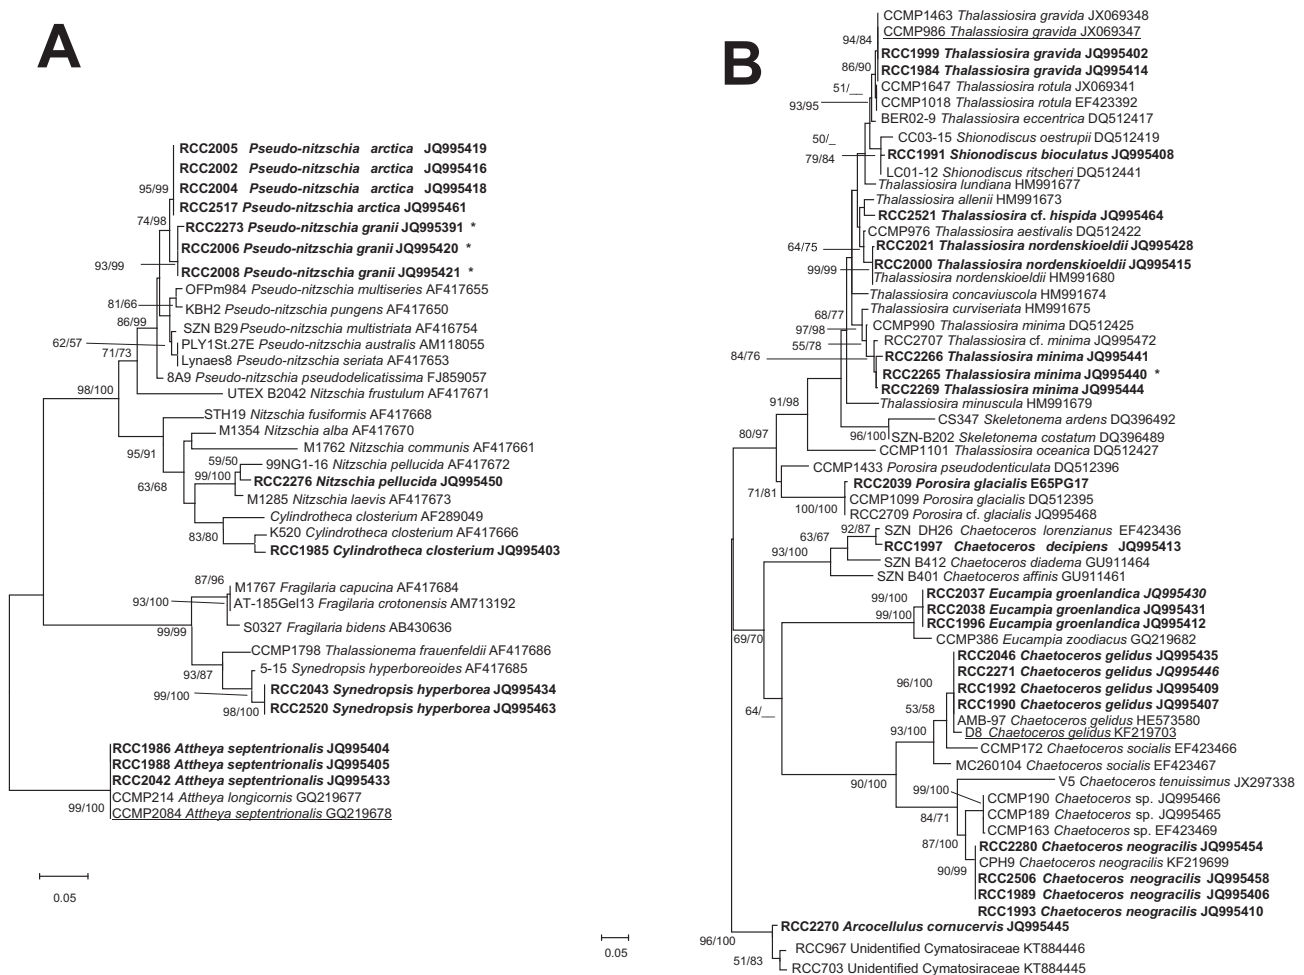 A
RCC2005 Pseudo-nitzschia arctica JQ995419
RCC2002 Pseudo-nitzschia arctica JQ995416
RCC2004 Pseudo-nitzschia arctica JQ995418
95/99
RCC2517 Pseudo-nitzschia arctica JQ995461
74/98
RCC2273 Pseudo-nitzschia granii JQ995391 *
RCC2006 Pseudo-nitzschia granii JQ995420 *
93/99
RCC2008 Pseudo-nitzschia granii JQ995421 *
OFPm984 Pseudo-nitzschia multiseries AF417655
81/66
KBH2 Pseudo-nitzschia pungens AF417650
86/99
SZN B29 Pseudo-nitzschia multistriata AF416754
62/57
PLY1St.27E Pseudo-nitzschia australis AM118055
71/73
Lynaes8 Pseudo-nitzschia seriata AF417653
8A9 Pseudo-nitzschia pseudodelicatissima FJ859057
98/100
UTEX B2042 Nitzschia frustulum AF417671
STH19 Nitzschia fusiformis AF417668
M1354 Nitzschia alba AF417670
95/91
M1762 Nitzschia communis AF417661
59/50
99NG1-16 Nitzschia pellucida AF417672
99/100
RCC2276 Nitzschia pellucida JQ995450
63/68
M1285 Nitzschia laevis AF417673
Cylindrotheca closterium AF289049
83/80
K520 Cylindrotheca closterium AF417666
RCC1985 Cylindrotheca closterium JQ995403
87/96
M1767 Fragilaria capucina AF417684
93/100
AT-185Gel13 Fragilaria crotonensis AM713192
99/99
S0327 Fragilaria bidens AB430636
CCMP1798 Thalassionema frauenfeldii AF417686
93/87
5-15 Synedropsis hyperboreoides AF417685
99/100
RCC2043 Synedropsis hyperborea JQ995434
98/100
RCC2520 Synedropsis hyperborea JQ995463
RCC1986 Attheya septentrionalis JQ995404
RCC1988 Attheya septentrionalis JQ995405
RCC2042 Attheya septentrionalis JQ995433
CCMP214 Attheya longicornis GQ219677
99/100
CCMP2084 Attheya septentrionalis GQ219678
0.05
B
CCMP1463 Thalassiosira gravida JX069348
CCMP986 Thalassiosira gravida JX069347
94/84
RCC1999 Thalassiosira gravida JQ995402
86/90
RCC1984 Thalassiosira gravida JQ995414
51/__
CCMP1647 Thalassiosira rotula JX069341
93/95
CCMP1018 Thalassiosira rotula EF423392
BER02-9 Thalassiosira eccentrica DQ512417
50/_
CC03-15 Shionodiscus oestrupii DQ512419
79/84
RCC1991 Shionodiscus bioculatus JQ995408
LC01-12 Shionodiscus ritscheri DQ512441
Thalassiosira lundiana HM991677
Thalassiosira allenii HM991673
RCC2521 Thalassiosira cf. hispida JQ995464
CCMP976 Thalassiosira aestivalis DQ512422
64/75
RCC2021 Thalassiosira nordenskioeldii JQ995428
99/99
RCC2000 Thalassiosira nordenskioeldii JQ995415
Thalassiosira nordenskioeldii HM991680
Thalassiosira concaviuscola HM991674
Thalassiosira curviseriata HM991675
68/77
CCMP990 Thalassiosira minima DQ512425
97/98
RCC2707 Thalassiosira cf. minima JQ995472
55/78
84/76
RCC2266 Thalassiosira minima JQ995441
RCC2265 Thalassiosira minima JQ995440 *
RCC2269 Thalassiosira minima JQ995444
91/98
Thalassiosira minuscula HM991679
CS347 Skeletonema ardens DQ396492
80/97
96/100
SZN-B202 Skeletonema costatum DQ396489
CCMP1101 Thalassiosira oceanica DQ512427
CCMP1433 Porosira pseudodenticulata DQ512396
71/81
RCC2039 Porosira glacialis E65PG17
CCMP1099 Porosira glacialis DQ512395
100/100
RCC2709 Porosira cf. glacialis JQ995468
92/87
SZN DH26 Chaetoceros lorenzianus EF423436
63/67
RCC1997 Chaetoceros decipiens JQ995413
93/100
SZN B412 Chaetoceros diadema GU911464
SZN B401 Chaetoceros affinis GU911461
99/100
RCC2037 Eucampia groenlandica JQ995430
RCC2038 Eucampia groenlandica JQ995431
99/100
RCC1996 Eucampia groenlandica JQ995412
69/70
CCMP386 Eucampia zoodiacus GQ219682
RCC2046 Chaetoceros gelidus JQ995435
RCC2271 Chaetoceros gelidus JQ995446
96/100
RCC1992 Chaetoceros gelidus JQ995409
RCC1990 Chaetoceros gelidus JQ995407
64/__
53/58
AMB-97 Chaetoceros gelidus HE573580
93/100
D8 Chaetoceros gelidus KF219703
CCMP172 Chaetoceros socialis EF423466
MC260104 Chaetoceros socialis EF423467
90/100
V5 Chaetoceros tenuissimus JX297338
99/100
CCMP190 Chaetoceros sp. JQ995466
84/71
CCMP189 Chaetoceros sp. JQ995465
CCMP163 Chaetoceros sp. EF423469
87/100
RCC2280 Chaetoceros neogracilis JQ995454
CPH9 Chaetoceros neogracilis KF219699
90/99
RCC2506 Chaetoceros neogracilis JQ995458
RCC1989 Chaetoceros neogracilis JQ995406
RCC1993 Chaetoceros neogracilis JQ995410
RCC2270 Arocellulus cornucervis JQ995445
96/100
RCC967 Unidentified Cymatosiraceae KT884446
51/83
RCC703 Unidentified Cymatosiraceae KT884445
0.05